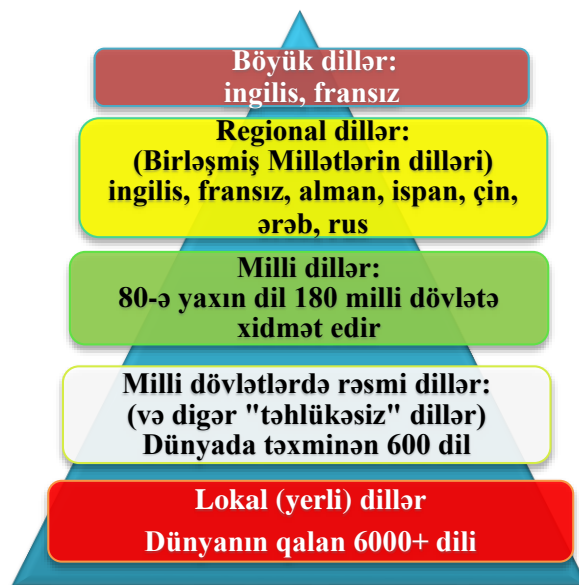 Böyük dillər:
ingilis, fransız
Regional dillər:
(Birləşmiş Millətlərin dilləri)
ingilis, fransız, alman, ispan, çin,
ərəb, rus
Milli dillər:
80-ə yaxın dil 180 milli dövlətə
xidmət edir
Milli dövlətlərdə rəsmi dillər:
(və digər "təhlükəsiz" dillər)
Dünyada təxminən 600 dil
Lokal (yerli) dillər
Dünyanın qalan 6000+ dili